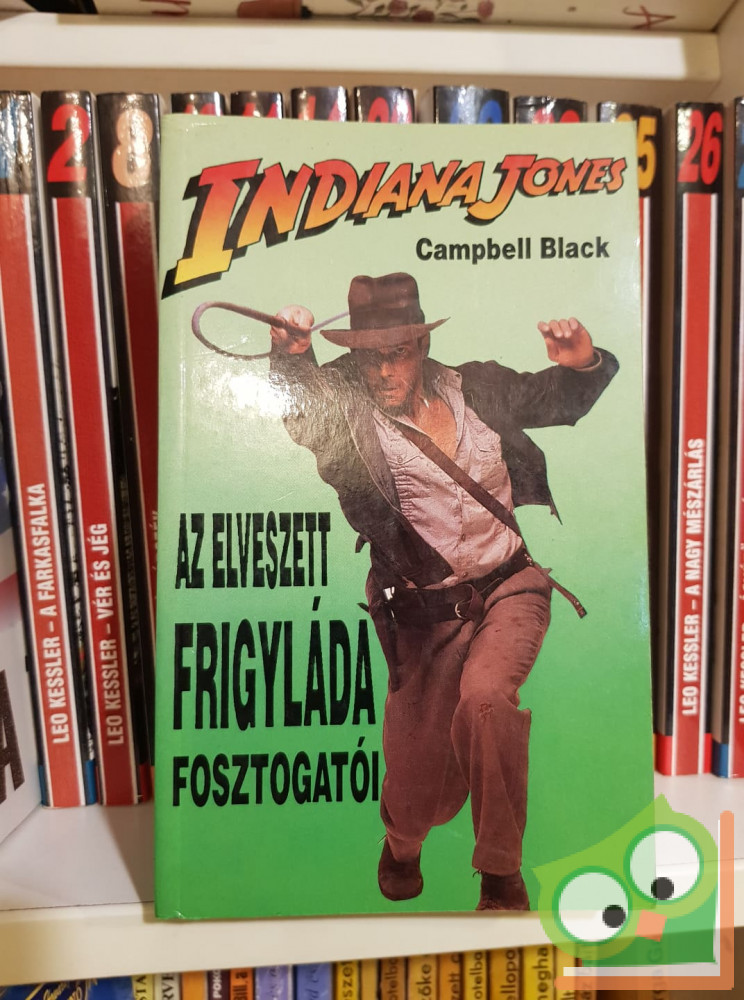 INDIANA JONES
Campbell Black
AZ ELVESZETT
FRIGYLÁDA
FOSZTOGATÓI
2
8
26
LEO KESSLER – A FARKASFALKA
LEO KESSLER – VÉR ÉS JÉG
LEO KESSLER – A NAGY MÉSZÁRLÁS